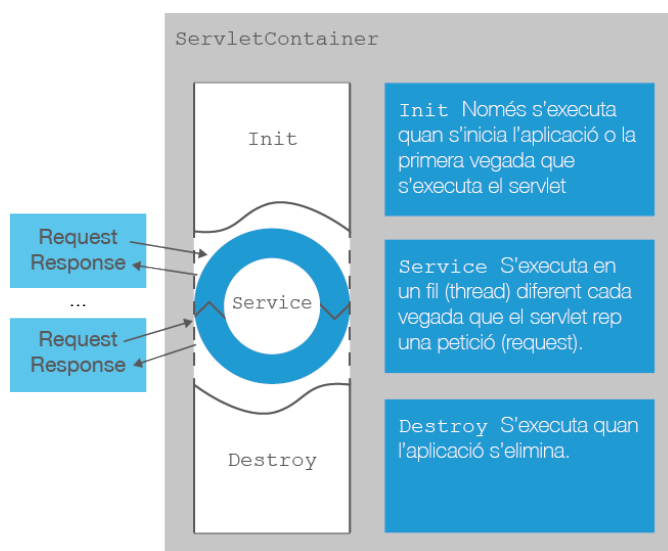 ServletContainer
Init
Init Només s'executa
quan s'inicia l'aplicació o la
primera vegada que
s'executa el servlet
Request
Response
...
Request
Response
Service
Service S'executa en
un fil (thread) diferent cada
vegada que el servlet rep
una petició (request).
Destroy
Destroy S'executa quan
l'aplicació s'elimina.